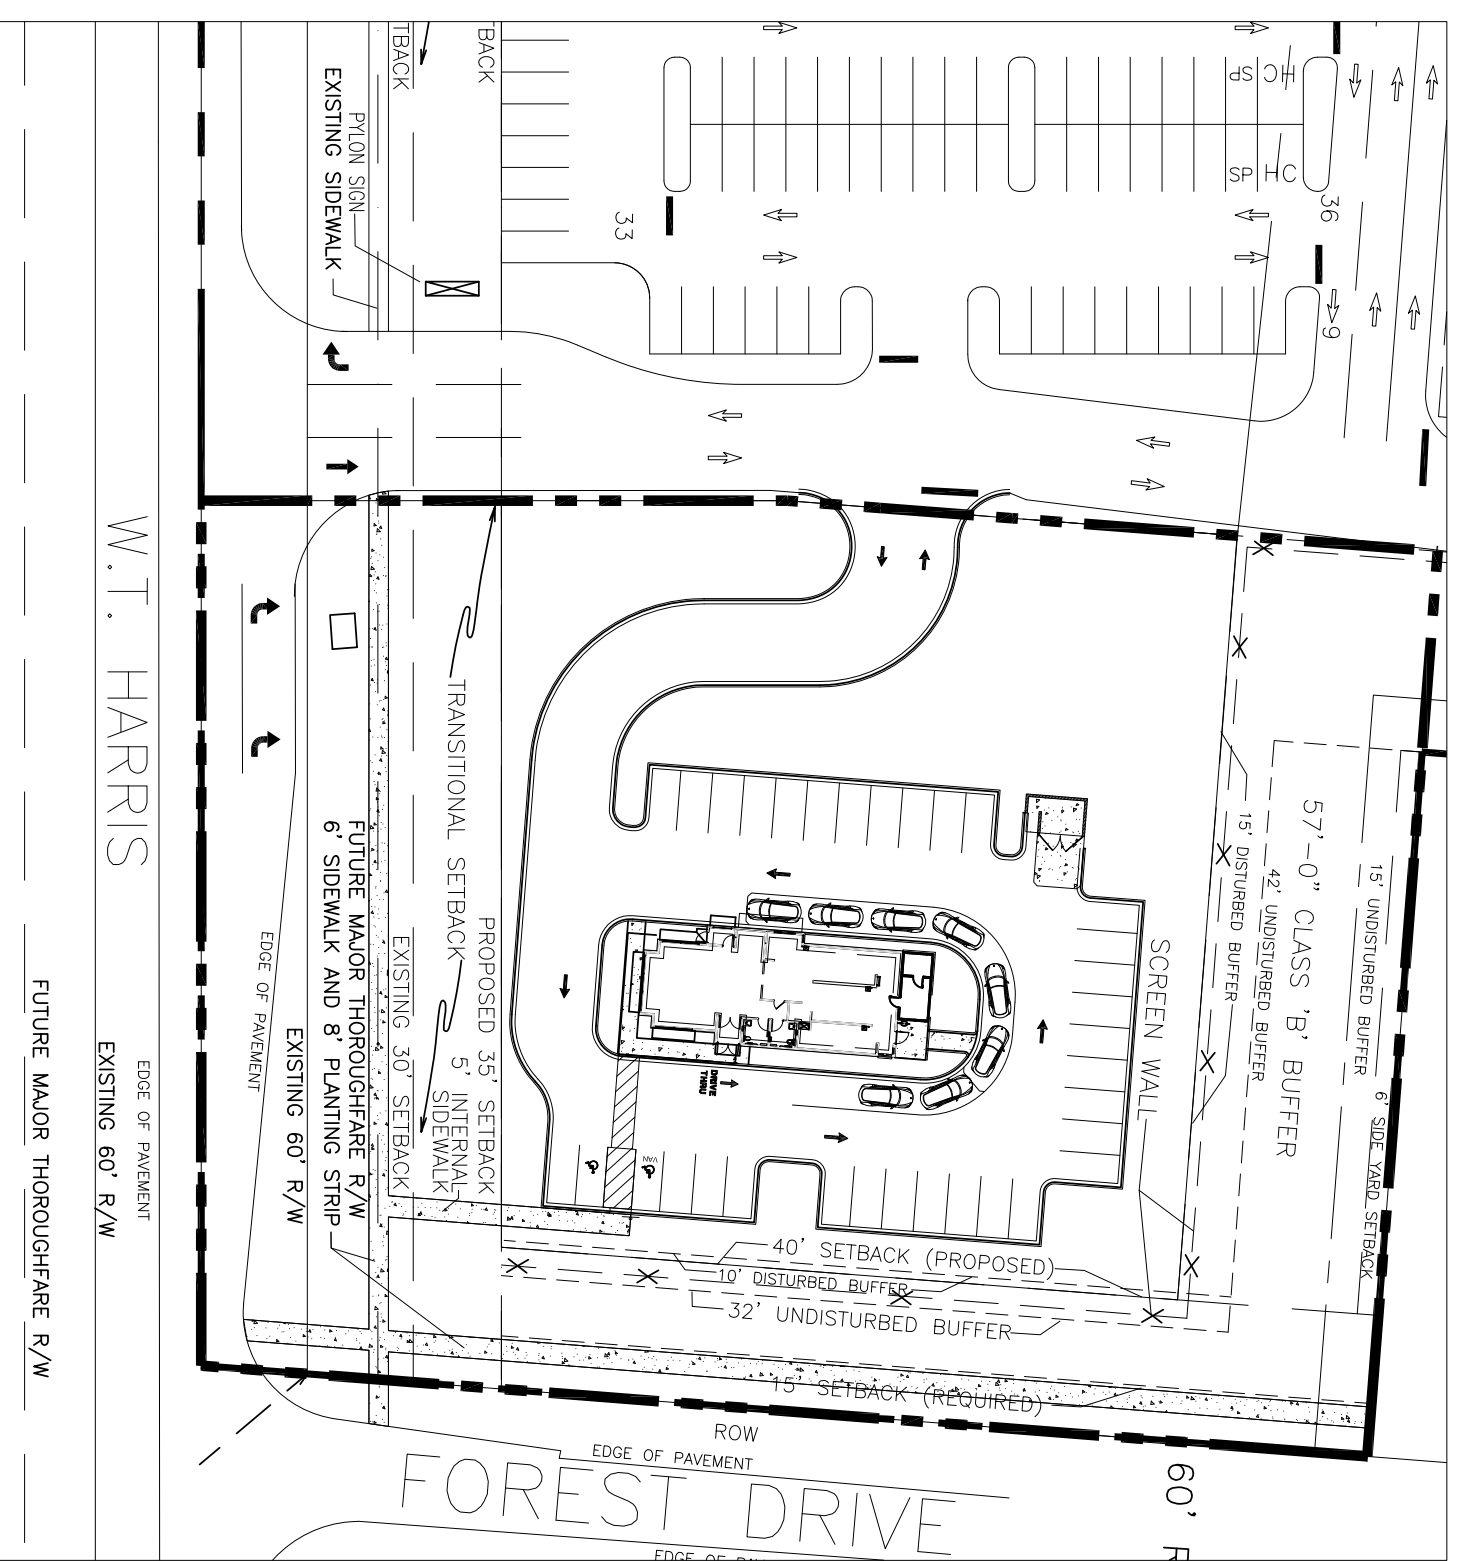 TBACK
BACK
PYLON SIGN
EXISTING SIDEWALK
33
HC
SP
SP HC
36
9
W.T. HARRIS
TRANSITIONAL SETBACK
FUTURE MAJOR THOROUGHFARE R/W
6' SIDEWALK AND 8' PLANTING STRIP
EXISTING 30' SETBACK
PROPOSED 35' SETBACK
5' INTERNAL
SIDEWALK
EDGE OF PAVEMENT
EXISTING 60' R/W
EDGE OF PAVEMENT
EXISTING 60' R/W
FUTURE MAJOR THOROUGHFARE R/W
DRIVE
THRU
VAN
SCREEN WALL
15' DISTURBED BUFFER
42' UNDISTURBED BUFFER
57'-0" CLASS 'B' BUFFER
15' UNDISTURBED BUFFER
6' SIDE YARD SETBACK
40' SETBACK (PROPOSED)
10' DISTURBED BUFFER
32' UNDISTURBED BUFFER
15' SETBACK (REQUIRED)
ROW
EDGE OF PAVEMENT
FOREST DRIVE
60' R